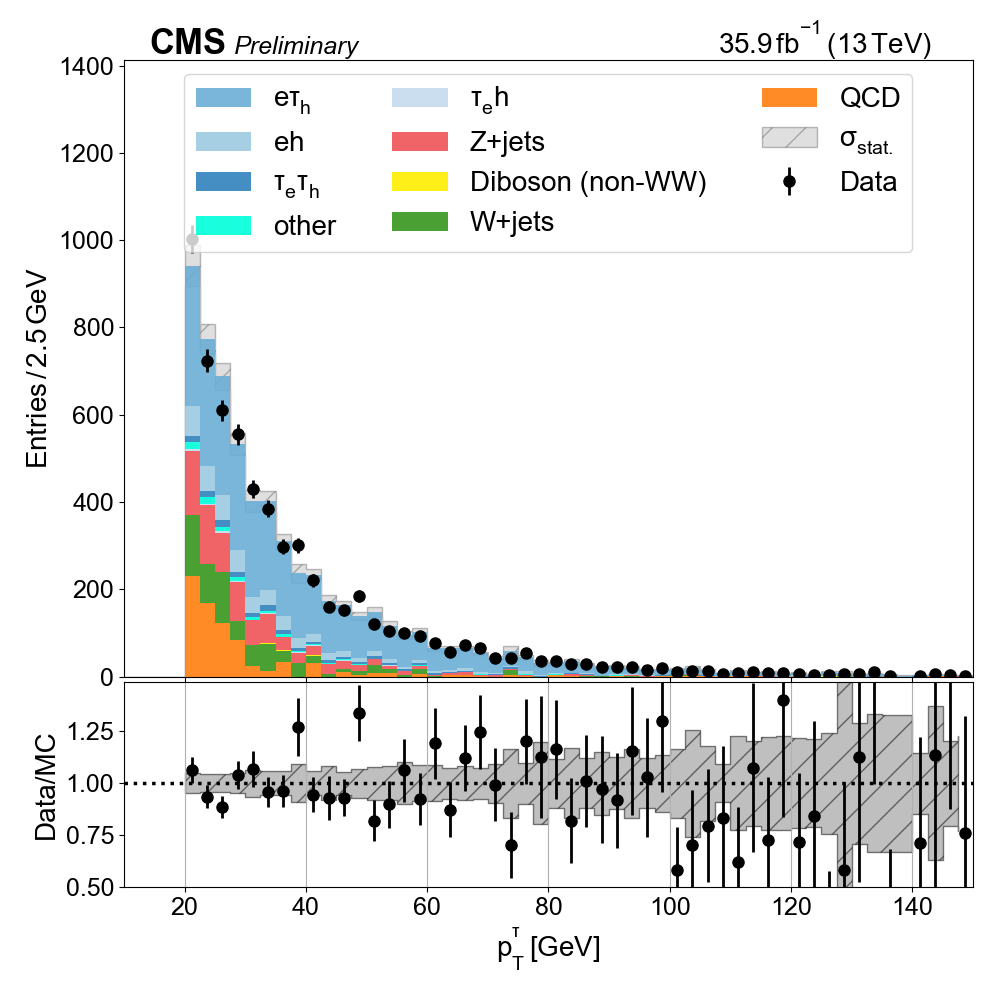 CMS Preliminary 35.9 fb⁻¹ (13 TeV)
1400
1200
1000
800
600
400
200
0
Entries / 2.5 GeV
eτₕ
eh
τₑτₕ
other
τₑh
Z+jets
Diboson (non-WW)
W+jets
QCD
σstat.
Data
1.25
1.00
0.75
0.50
Data/MC
20 40 60 80 100 120 140
pTτ [GeV]